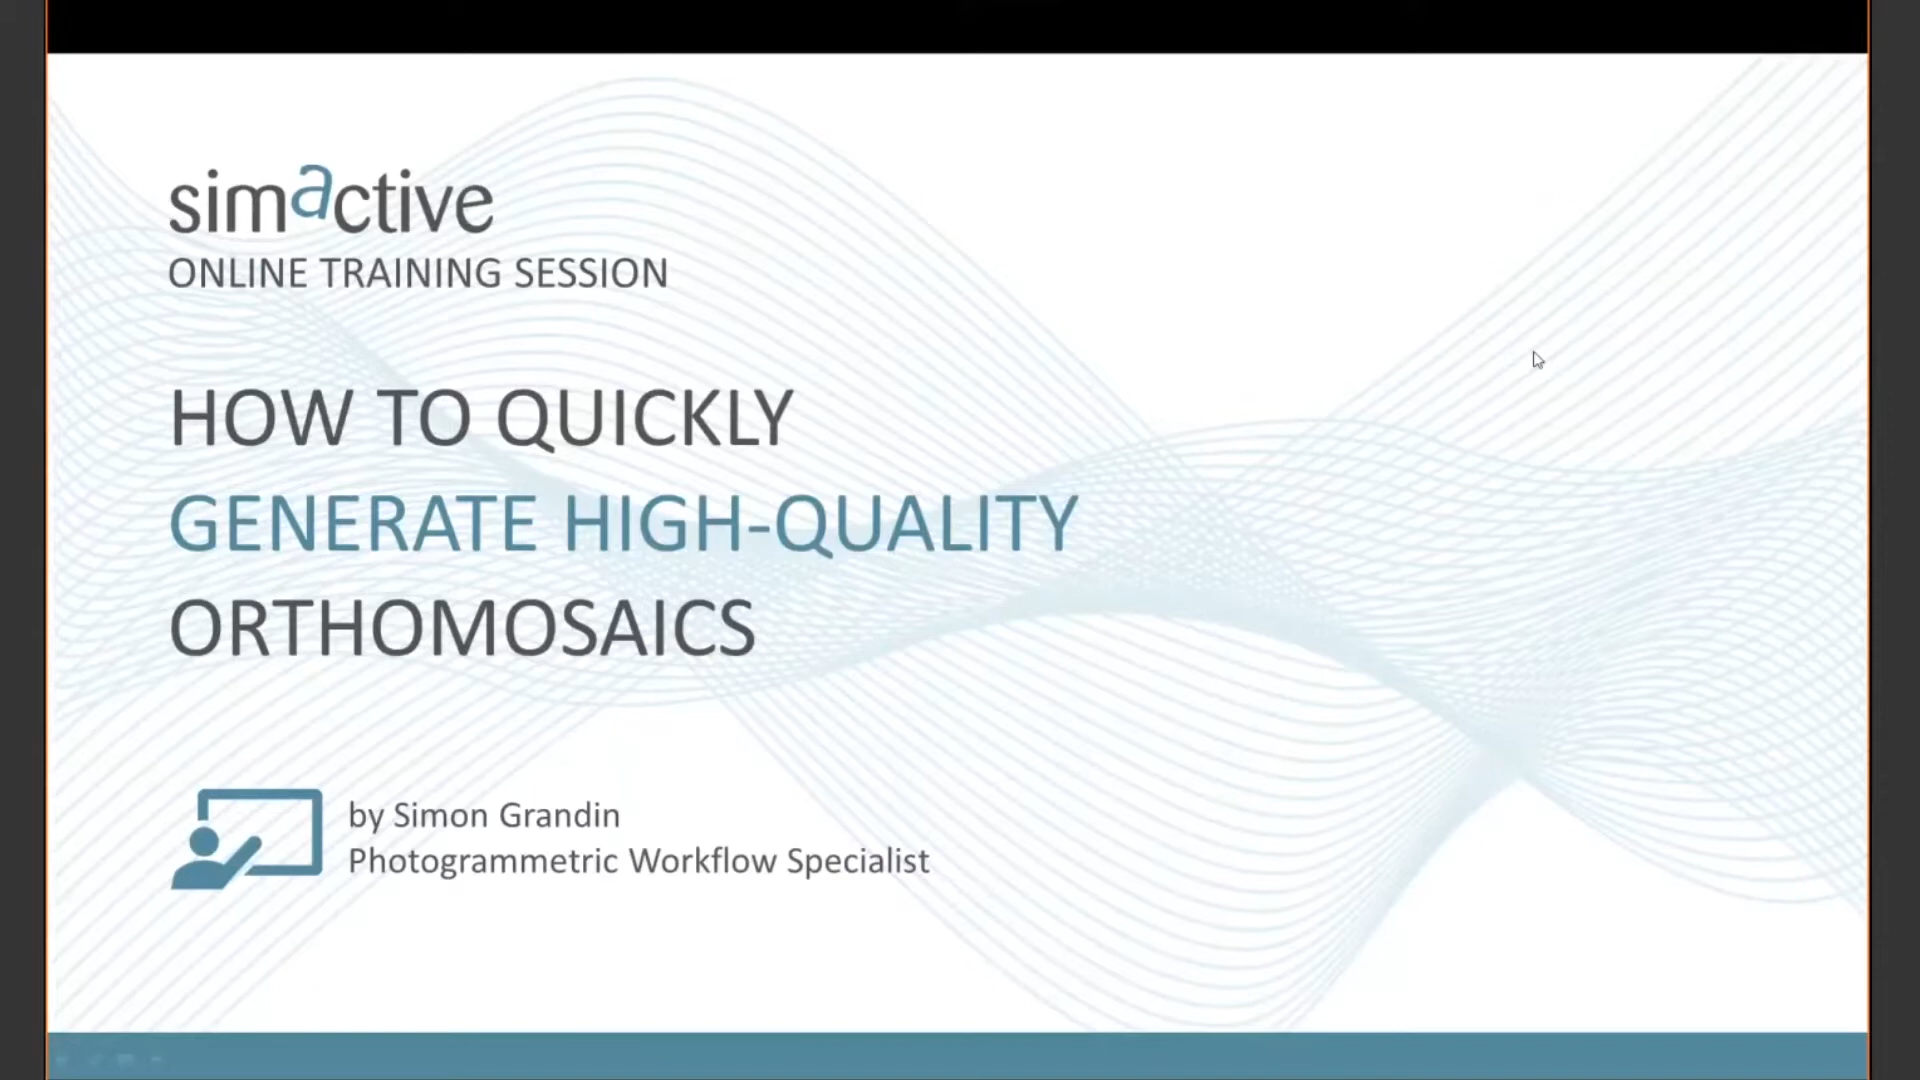 simactive
ONLINE TRAINING SESSION
HOW TO QUICKLY
GENERATE HIGH-QUALITY
ORTHOMOSAICS
by Simon Grandin
Photogrammetric Workflow Specialist